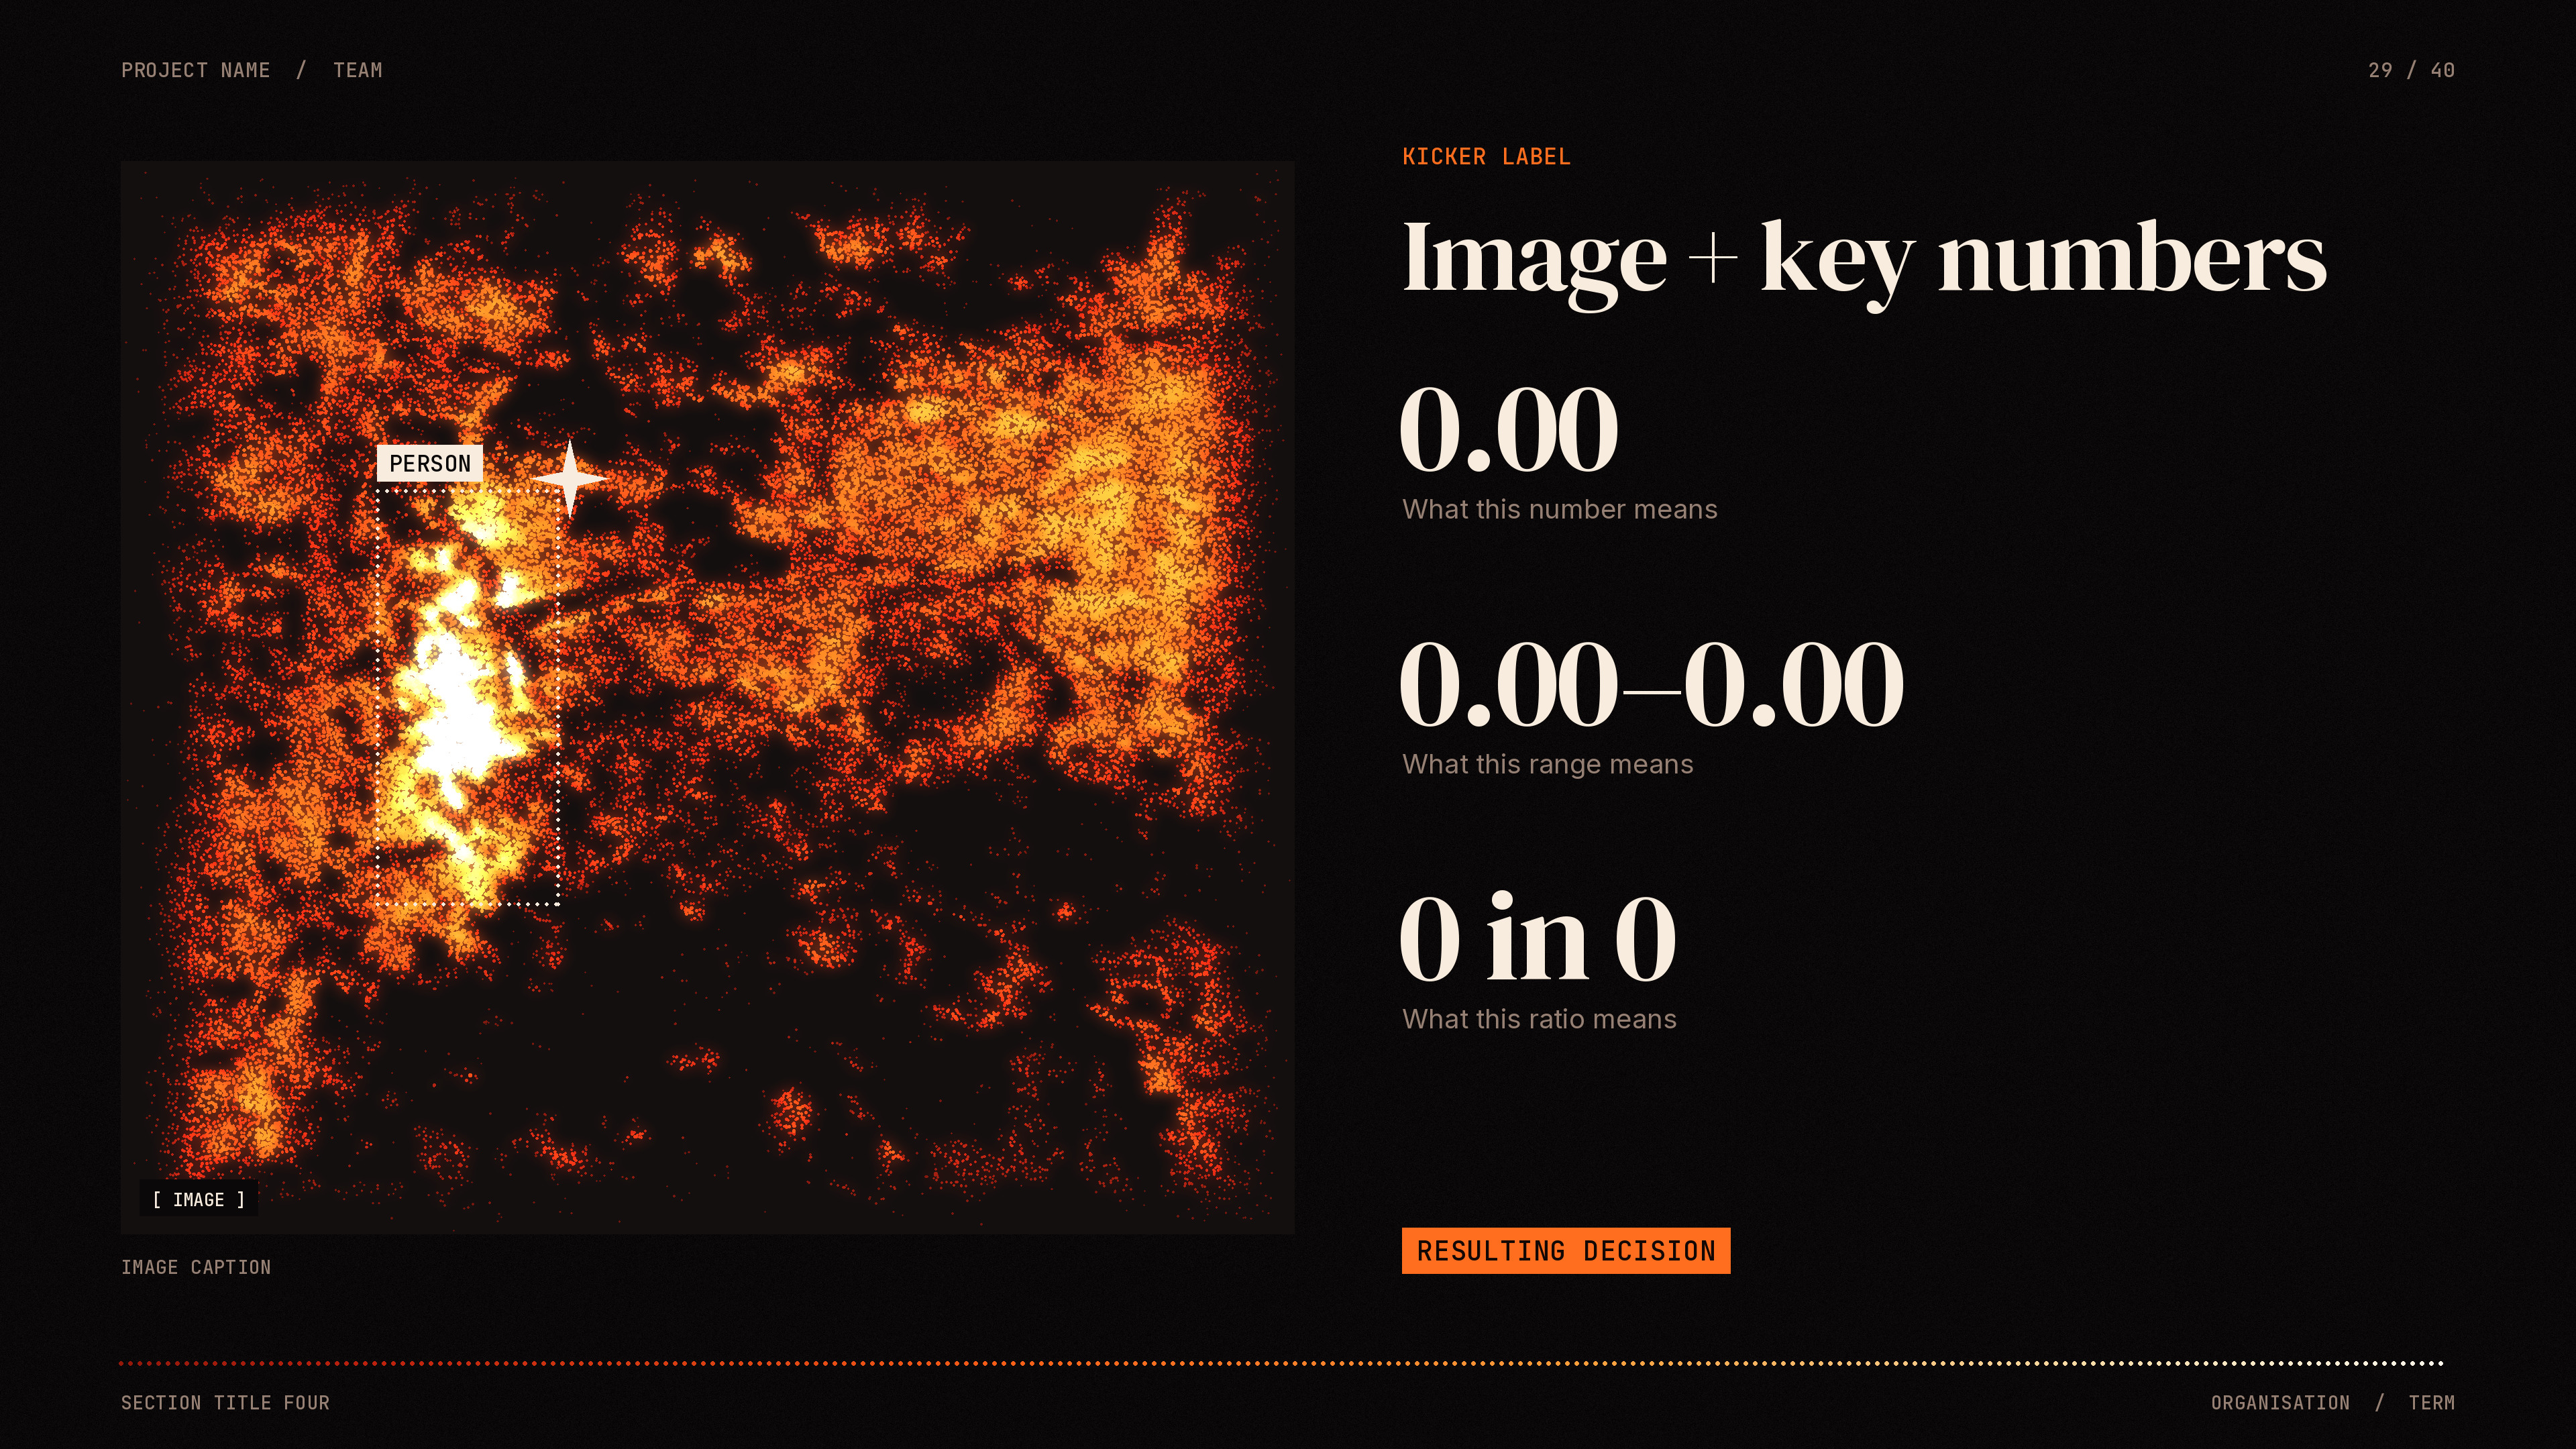 PROJECT NAME / TEAM
29 / 40
PERSON
[ IMAGE ]
IMAGE CAPTION
KICKER LABEL
Image + key numbers
0.00
What this number means
0.00–0.00
What this range means
0 in 0
What this ratio means
RESULTING DECISION
SECTION TITLE FOUR
ORGANISATION / TERM